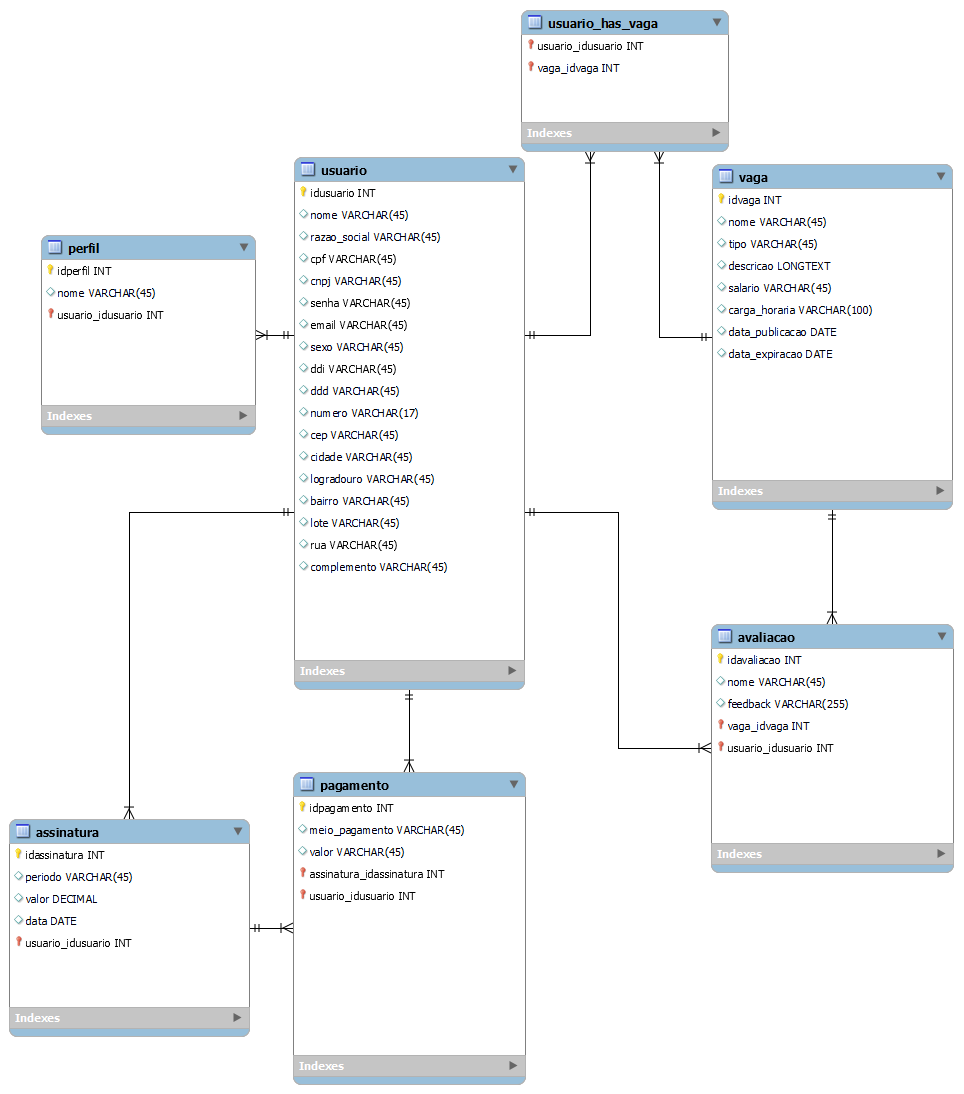 usuario_has_vaga
usuario_idusuario INT
vaga_idvaga INT
Indexes
usuario
idusuario INT
nome VARCHAR(45)
razao_social VARCHAR(45)
cpf VARCHAR(45)
cnpj VARCHAR(45)
senha VARCHAR(45)
email VARCHAR(45)
sexo VARCHAR(45)
ddi VARCHAR(45)
ddd VARCHAR(45)
numero VARCHAR(17)
cep VARCHAR(45)
cidade VARCHAR(45)
logradouro VARCHAR(45)
bairro VARCHAR(45)
lote VARCHAR(45)
rua VARCHAR(45)
complemento VARCHAR(45)
Indexes
vaga
idvaga INT
nome VARCHAR(45)
tipo VARCHAR(45)
descricao LONGTEXT
salario VARCHAR(45)
carga_horaria VARCHAR(100)
data_publicacao DATE
data_expiracao DATE
Indexes
perfil
idperfil INT
nome VARCHAR(45)
usuario_idusuario INT
Indexes
avaliacao
idavaliacao INT
nome VARCHAR(45)
feedback VARCHAR(255)
vaga_idvaga INT
usuario_idusuario INT
Indexes
pagamento
idpagamento INT
meio_pagamento VARCHAR(45)
valor VARCHAR(45)
assinatura_idassinatura INT
usuario_idusuario INT
Indexes
assinatura
idassinatura INT
periodo VARCHAR(45)
valor DECIMAL
data DATE
usuario_idusuario INT
Indexes